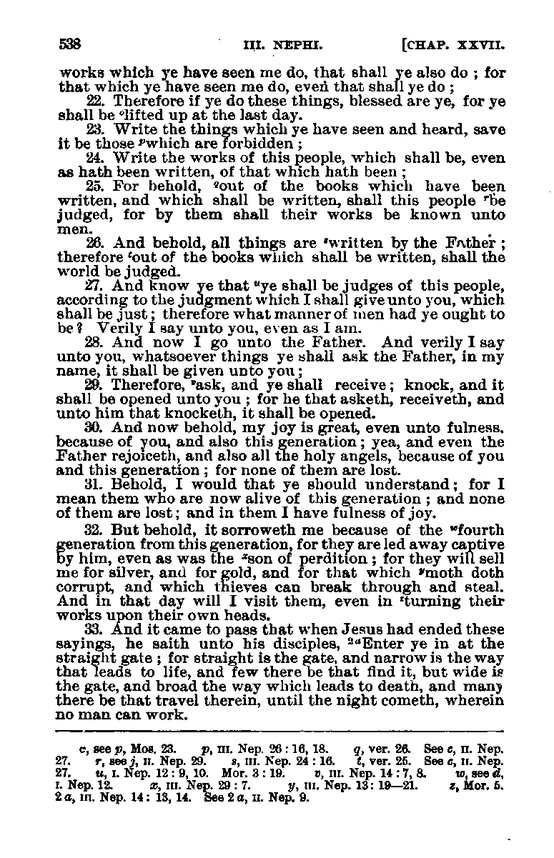 538 III. NEPHI. [CHAP. XXVII.
works which ye have seen me do, that shall ye also do ; for
that which ye have seen me do, even that shall ye do ;
22. Therefore if ye do these things, blessed are ye, for ye
shall be °lifted up at the last day.
23. Write the things which ye have seen and heard, save
it be those ᵖwhich are forbidden ;
24. Write the works of this people, which shall be, even
as hath been written, of that which hath been ;
25. For behold, qout of the books which have been
written, and which shall be written, shall this people ʳbe
judged, for by them shall their works be known unto
men.
26. And behold, all things are ˢwritten by the Father ;
therefore ᵗout of the books which shall be written, shall the
world be judged.
27. And know ye that ᵘye shall be judges of this people,
according to the judgment which I shall give unto you, which
shall be just ; therefore what manner of men had ye ought to
be ? Verily I say unto you, even as I am.
28. And now I go unto the Father. And verily I say
unto you, whatsoever things ye shall ask the Father, in my
name, it shall be given unto you ;
29. Therefore, ᵛask, and ye shall receive ; knock, and it
shall be opened unto you ; for he that asketh, receiveth, and
unto him that knocketh, it shall be opened.
30. And now behold, my joy is great, even unto fulness,
because of you, and also this generation ; yea, and even the
Father rejoiceth, and also all the holy angels, because of you
and this generation ; for none of them are lost.
31. Behold, I would that ye should understand ; for I
mean them who are now alive of this generation ; and none
of them are lost ; and in them I have fulness of joy.
32. But behold, it sorroweth me because of the ʷfourth
generation from this generation, for they are led away captive
by him, even as was the ˣson of perdition ; for they will sell
me for silver, and for gold, and for that which ʸmoth doth
corrupt, and which thieves can break through and steal.
And in that day will I visit them, even in ᶻturning their
works upon their own heads.
33. And it came to pass that when Jesus had ended these
sayings, he saith unto his disciples, ²ᵃEnter ye in at the
straight gate ; for straight is the gate, and narrow is the way
that leads to life, and few there be that find it, but wide is
the gate, and broad the way which leads to death, and many
there be that travel therein, until the night cometh, wherein
no man can work.
o, see p, Mos. 23. p, III. Nep. 26 : 16, 18. q, ver. 26. See e, II. Nep.
27. r, see j, II. Nep. 29. s, III. Nep. 24 : 16. t, ver. 25. See e, II. Nep.
27. u, I. Nep. 12 : 9, 10. Mor. 3 : 19. v, III. Nep. 14 : 7, 8. w, see d,
I. Nep. 12. x, III. Nep. 29 : 7. y, III. Nep. 13 : 19—21. z, Mor. 5.
2 a, III. Nep. 14 : 13, 14. See 2 a, II. Nep. 9.